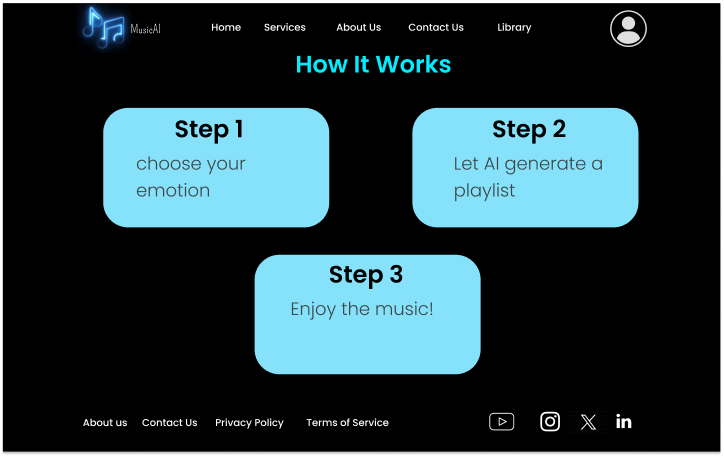 MusicAI
Home Services About Us Contact Us Library
How It Works
Step 1
choose your
emotion
Step 2
Let AI generate a
playlist
Step 3
Enjoy the music!
About us Contact Us Privacy Policy Terms of Service